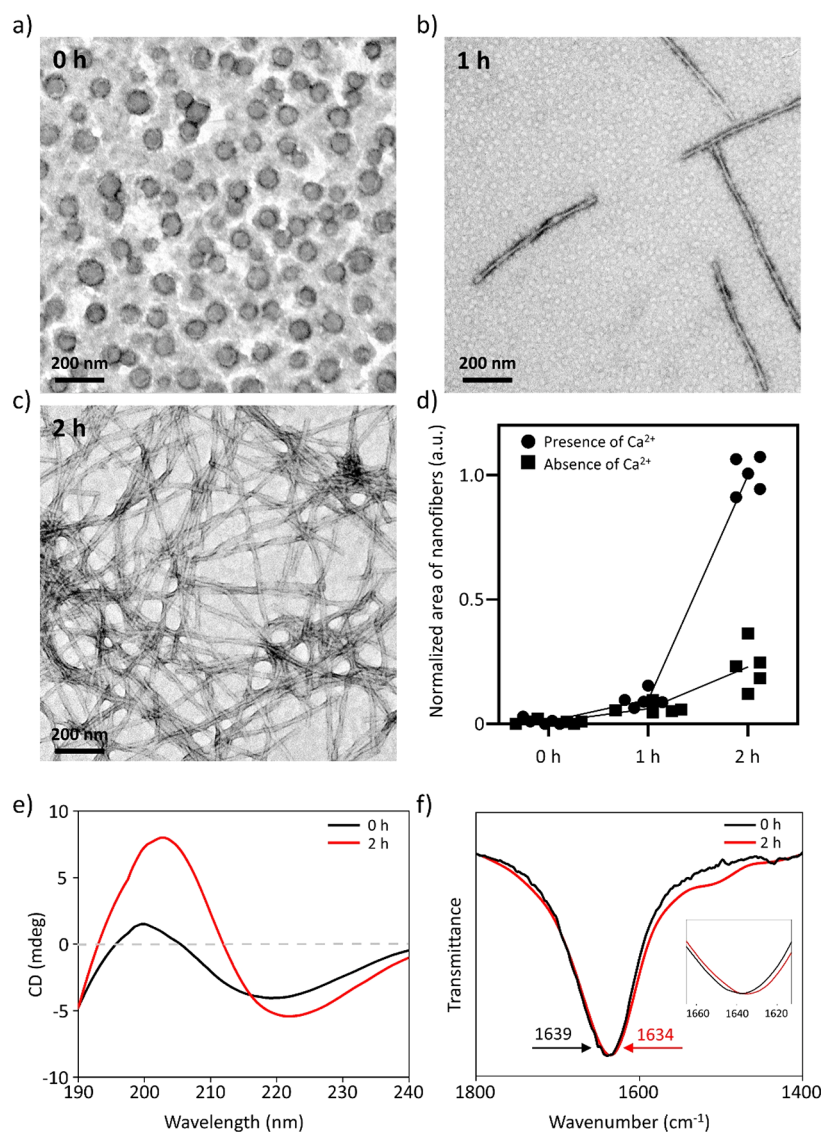 a)
0 h
200 nm
b)
1 h
200 nm
c)
2 h
200 nm
d)
Normalized area of nanofibers (a.u.)
Presence of Ca²⁺
Absence of Ca²⁺
1.0
0.5
0
0 h
1 h
2 h
e)
CD (mdeg)
10
5
0
-5
-10
0 h
2 h
190
200
210
220
230
240
Wavelength (nm)
f)
Transmittance
0 h
2 h
1660
1640
1620
1639
1634
1800
1600
1400
Wavenumber (cm⁻¹)